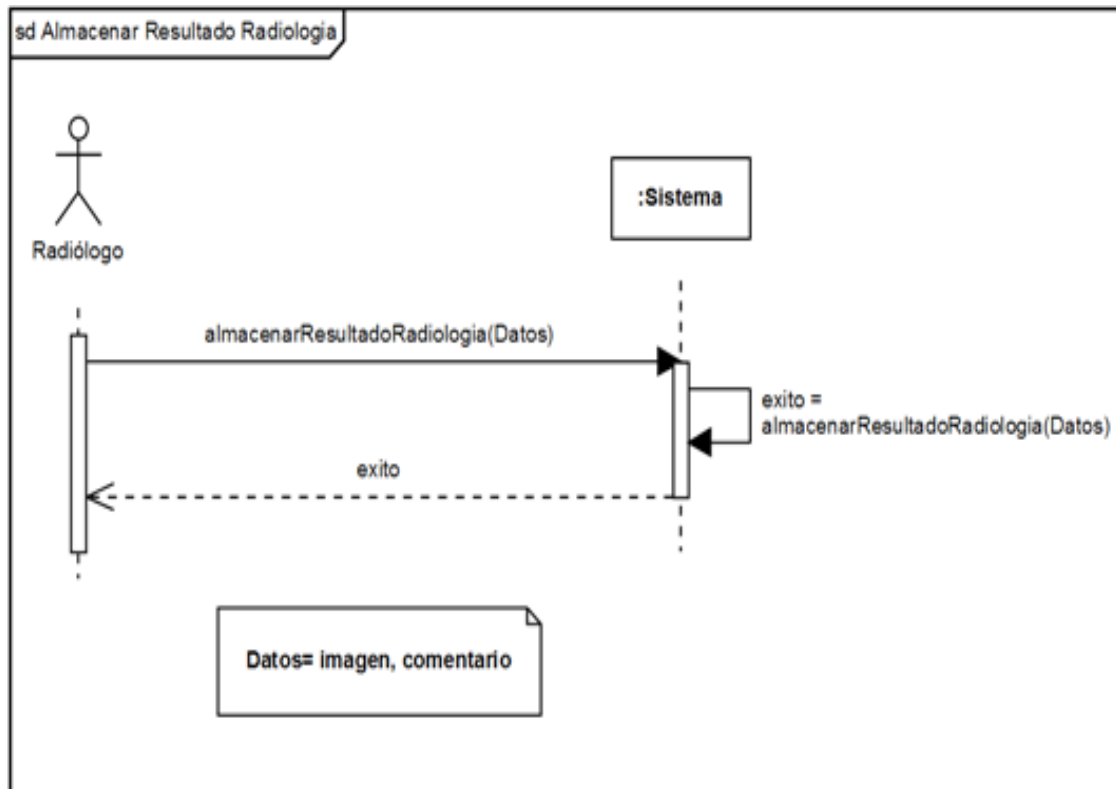 sd Almacenar Resultado Radiologia
Radiólogo
:Sistema
almacenarResultadoRadiologia(Datos)
exito =
almacenarResultadoRadiologia(Datos)
exito
Datos= imagen, comentario